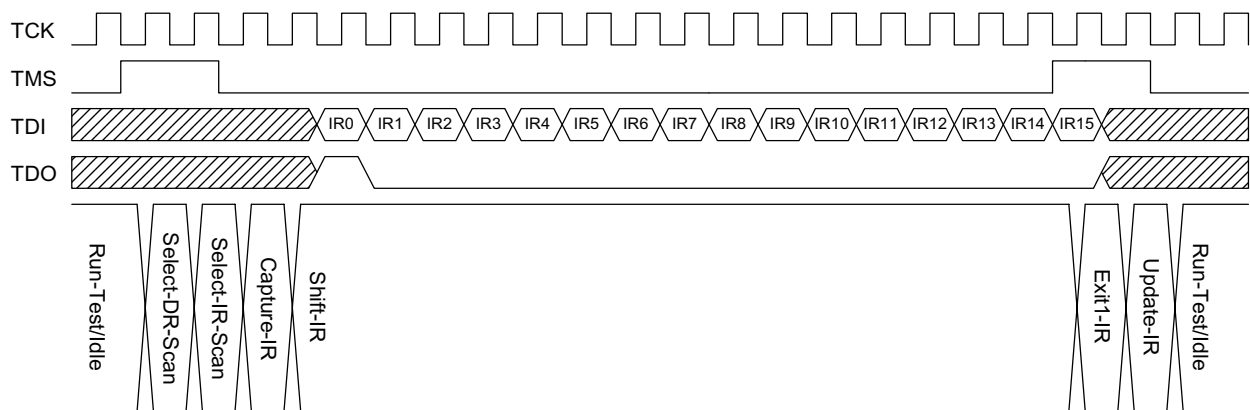 TCK
TMS
TDI
IR0 IR1 IR2 IR3 IR4 IR5 IR6 IR7 IR8 IR9 IR10 IR11 IR12 IR13 IR14 IR15
TDO
Run-Test/Idle
Select-DR-Scan
Select-IR-Scan
Capture-IR
Shift-IR
Exit1-IR
Update-IR
Run-Test/Idle